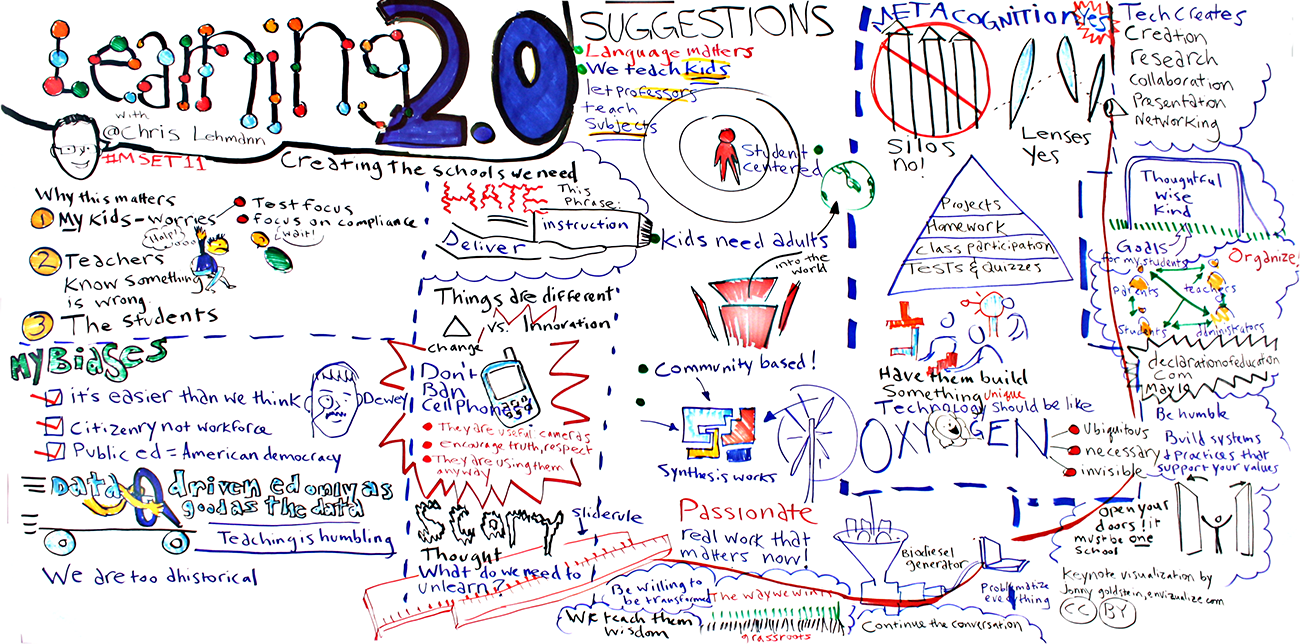 Learning 2.0
with
@Chris Lehmann
#MSET11
Creating the schools we need
Why this matters
1 My kids - worries
Test focus
focus on compliance
Help!
Wait!
2 Teachers
Know something
is wrong.
3 The Students
My Biases
it's easier than we think
Dewey
Citizenry not workforce
Public ed = American democracy
Data driven ed only as
good as the data
Teaching is humbling
We are too ahistorical
HATE This
Phrase:
Deliver instruction
Things are different
△ vs. Innovation
change
Don't
Ban
Cell Phones
They are useful cameras
encourage truth, respect
They are using them
anyway
Scary
Thought
What do we need to
unlearn?
sliderule
SUGGESTIONS
Language matters
We teach kids
let professors
teach
Subjects
Student
centered
Kids need adults
into the
world
Community based!
Synthesis works
Passionate
real work that
matters now!
Be willing to
be transformed
We teach them
wisdom
The way we win
grassroots
METACOGNITION yes
Silos
no!
Lenses
Yes
Projects
Homework
Class participation
Tests & Quizzes
Have them build
Something unique
Technology should be like
OXYGEN
Ubiquitous
necessary
invisible
Biodiesel
generator
Problematize
everything
Continue the conversation
Tech Creates
Creation
Research
Collaboration
Presentation
Networking
Thoughtful
Wise
Kind
Goals
for my students
Organize!
Parents
teachers
Students
administrators
declarationofeducation
.com
May 19
Be humble
Build systems
& practices that
support your values
Open your
doors! it
must be one
School
Keynote visualization by
Jonny goldstein, envizualize.com
CC BY